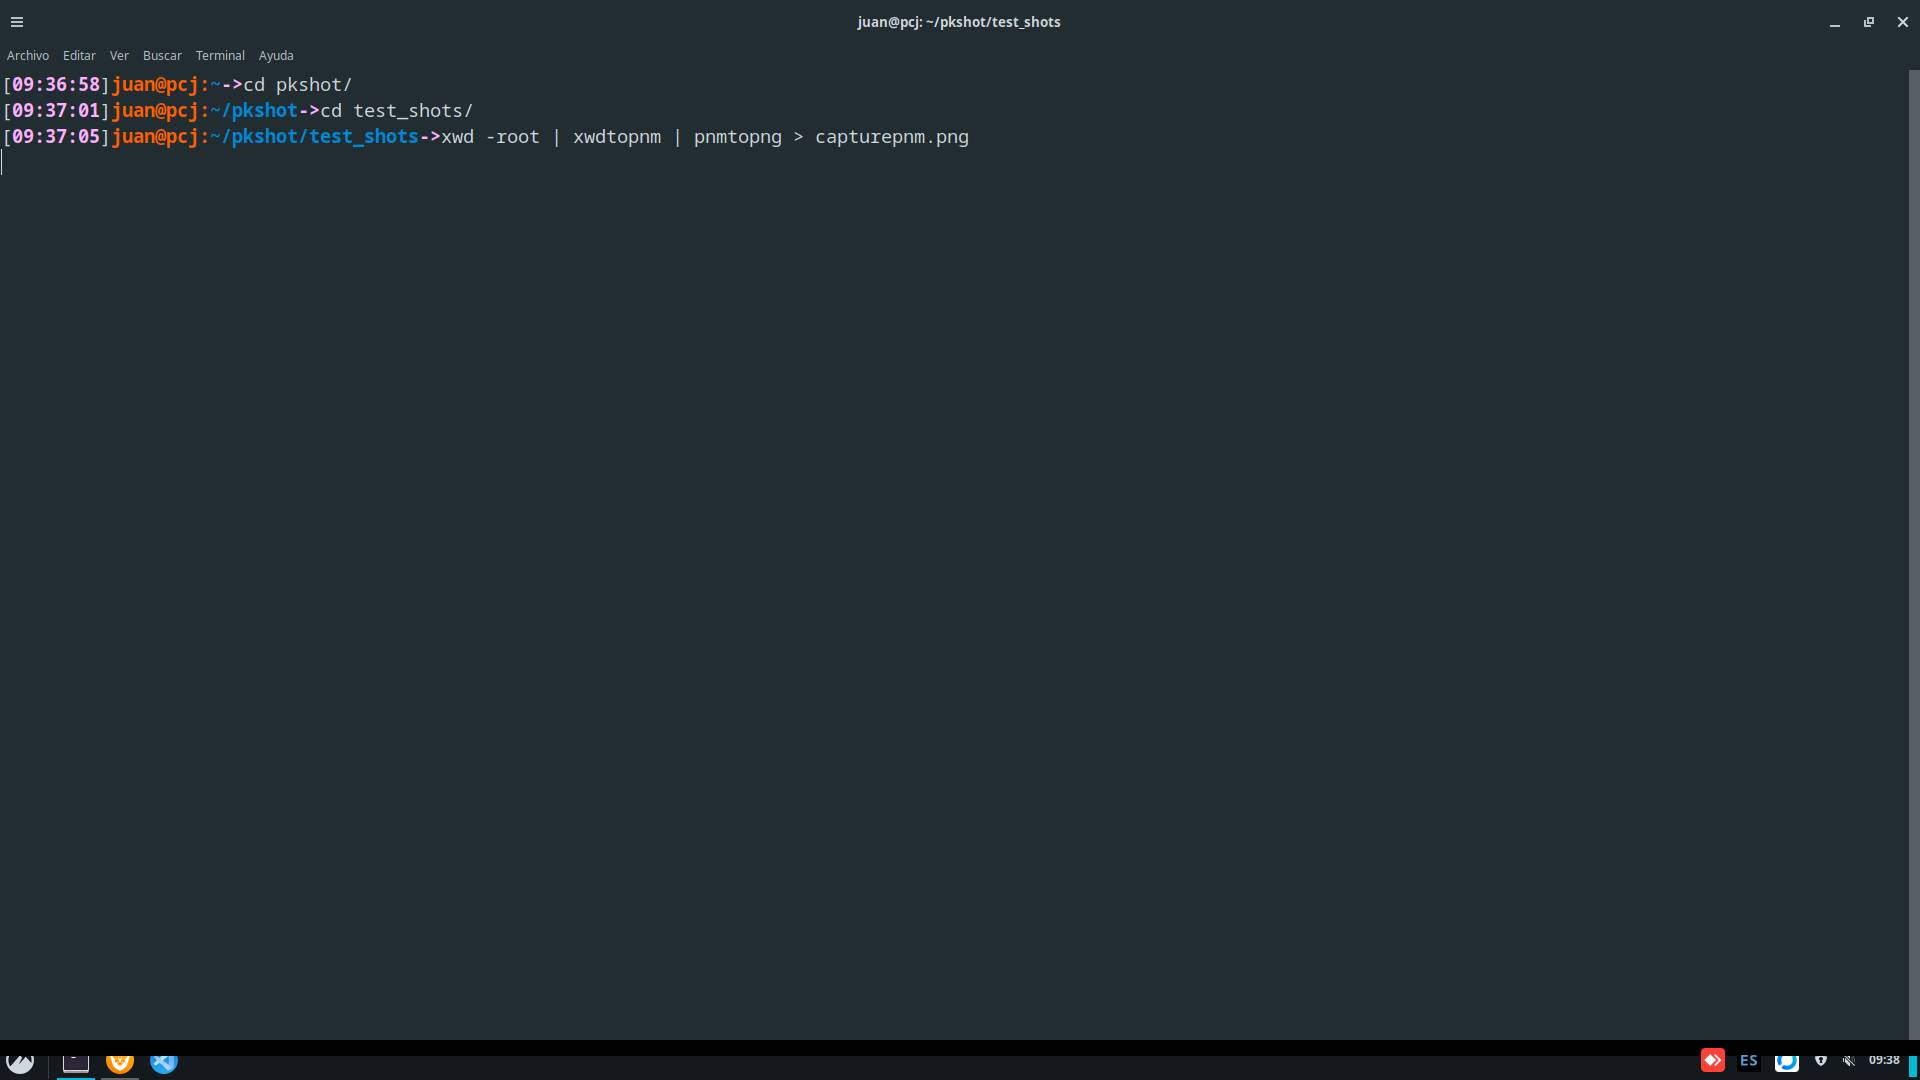 juan@pcj: ~/pkshot/test_shots
Archivo Editar Ver Buscar Terminal Ayuda
[09:36:58]juan@pcj:~->cd pkshot/
[09:37:01]juan@pcj:~/pkshot->cd test_shots/
[09:37:05]juan@pcj:~/pkshot/test_shots->xwd -root | xwdtopnm | pnmtopng > capturepnm.png
ES 09:38